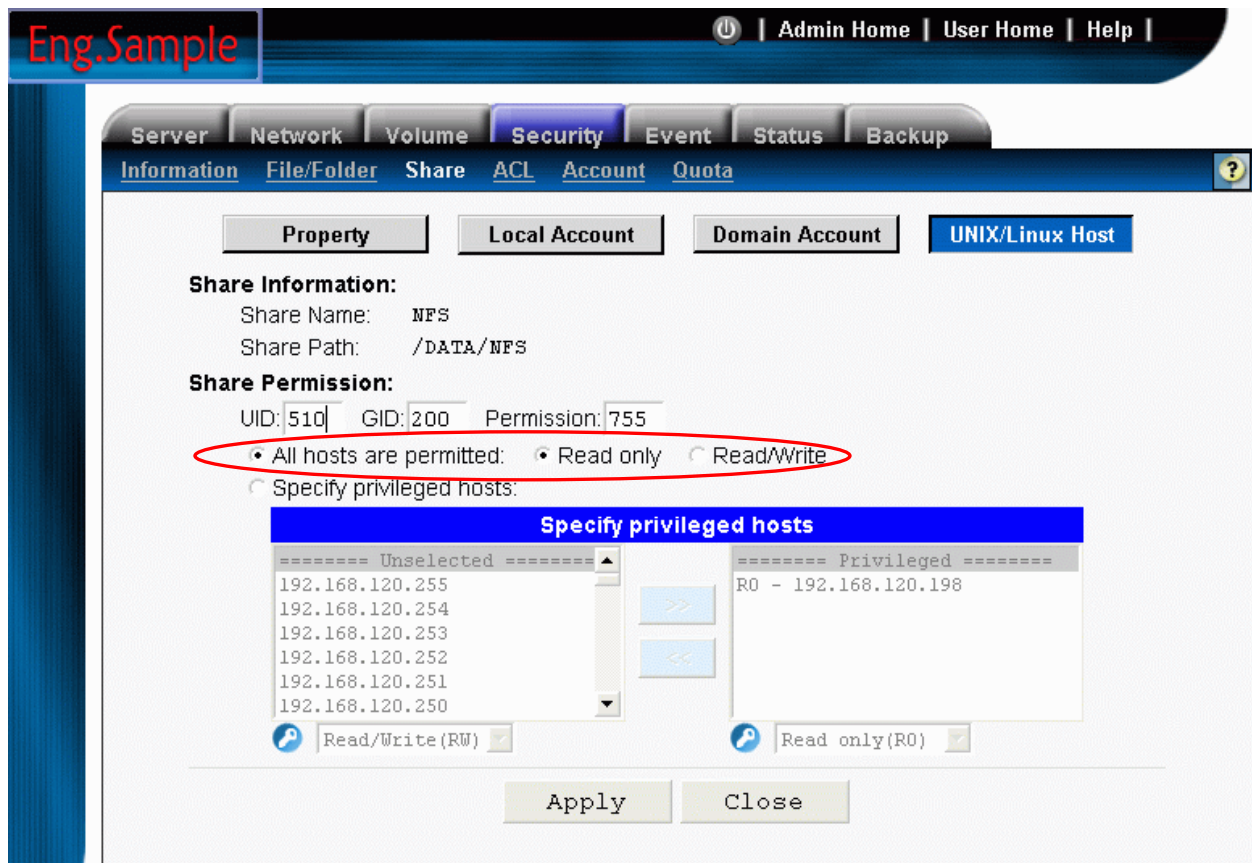 Eng.Sample
| Admin Home | User Home | Help |
Server Network Volume Security Event Status Backup
Information File/Folder Share ACL Account Quota ?
Property Local Account Domain Account UNIX/Linux Host
Share Information:
Share Name: NFS
Share Path: /DATA/NFS
Share Permission:
UID: 510 GID: 200 Permission: 755
All hosts are permitted: Read only Read/Write
Specify privileged hosts:
Specify privileged hosts
======== Unselected ========
192.168.120.255
192.168.120.254
192.168.120.253
192.168.120.252
192.168.120.251
192.168.120.250
Read/Write(RW)
>>
<<
======== Privileged ========
RO - 192.168.120.198
Read only(RO)
Apply Close